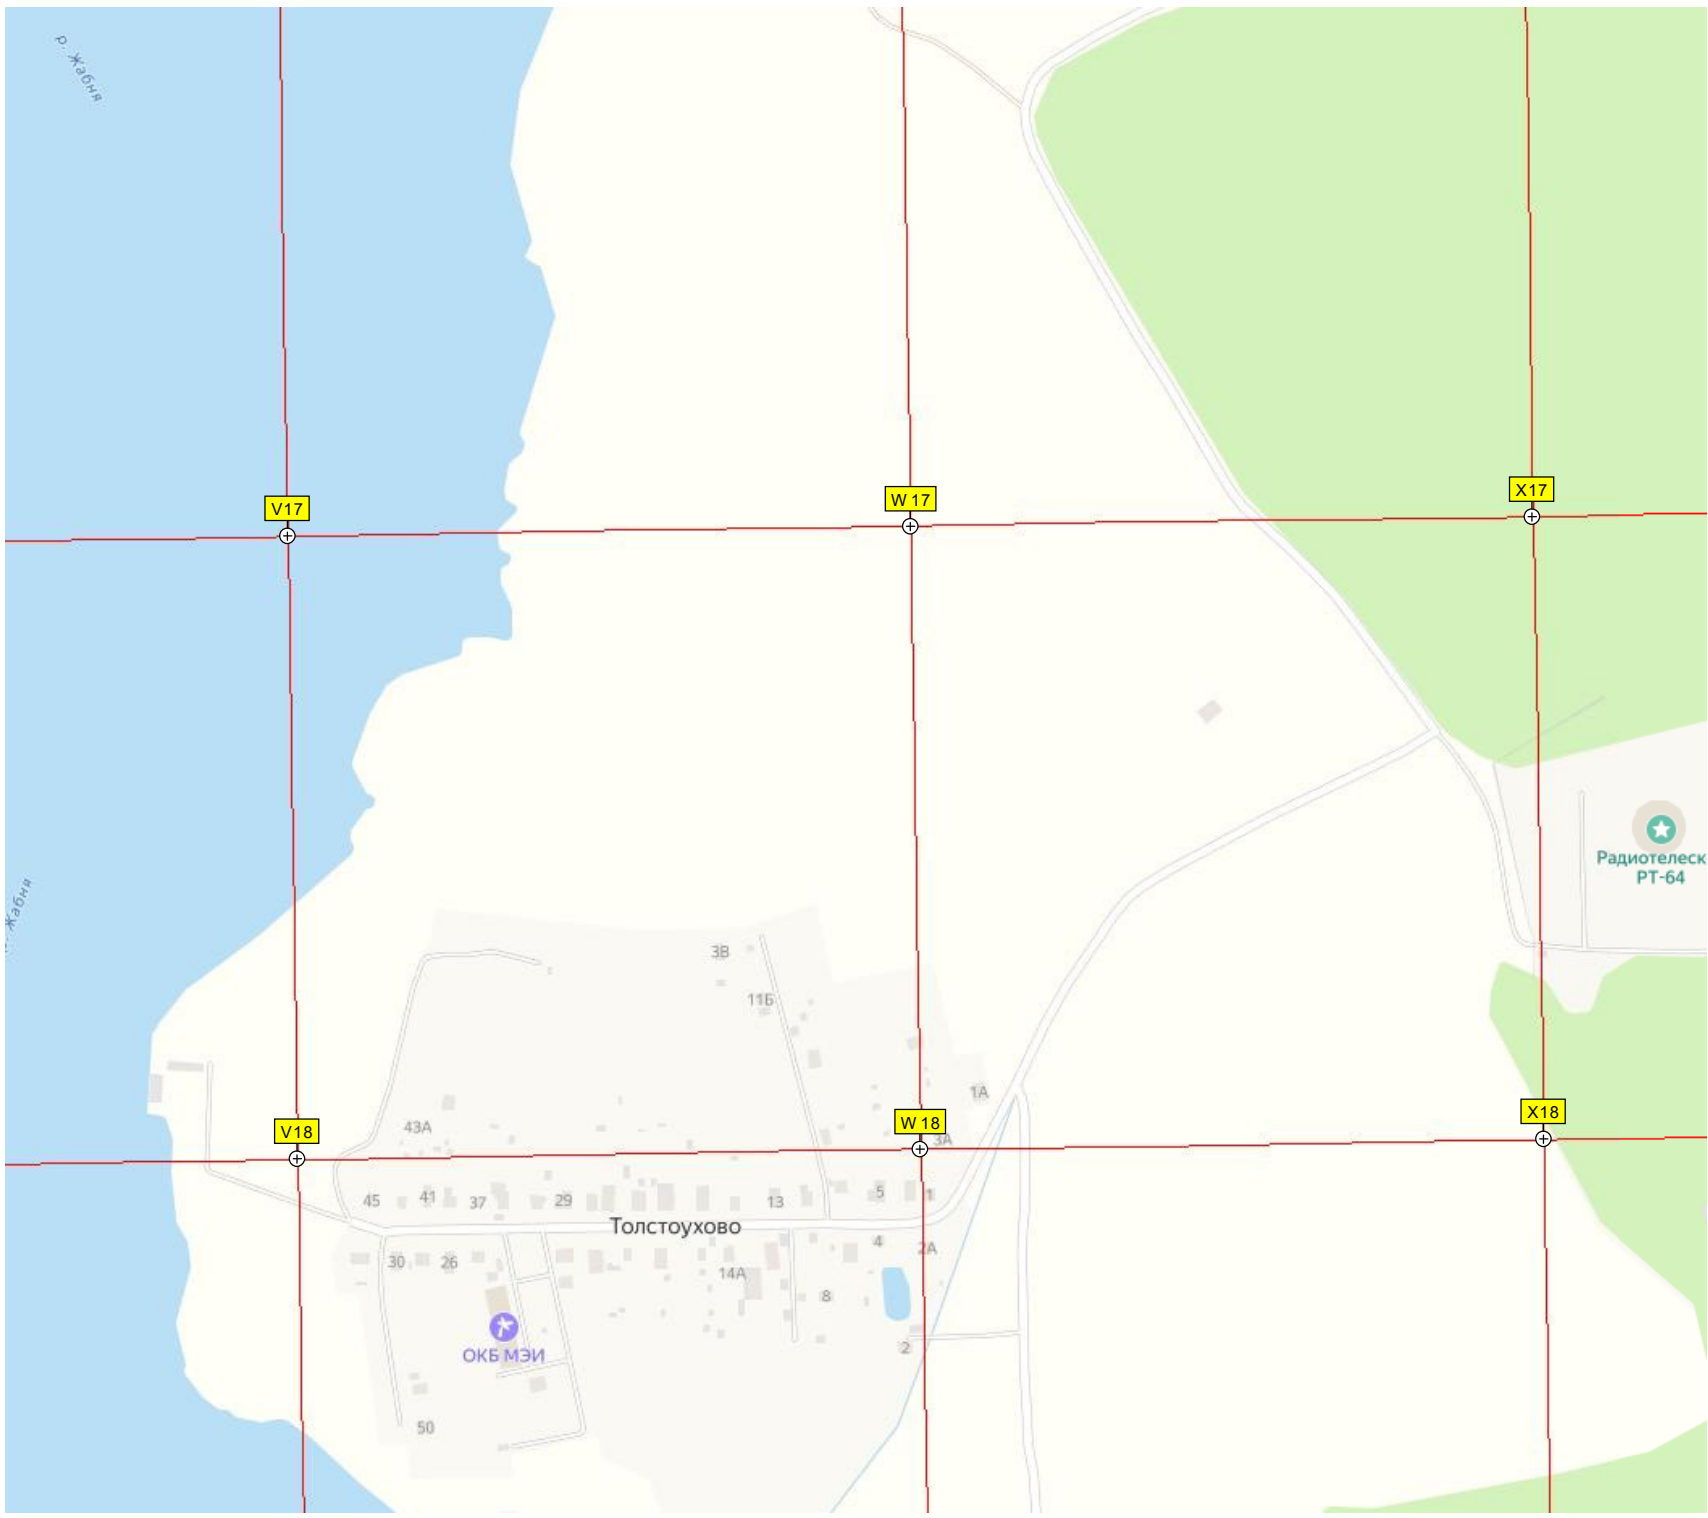 р. Жабня
V17
W 17
X17
Радиотелеск
РТ-64
Жабня
3В
11Б
1А
43А
V18
W 18
X18
3А
45
41
37
29
13
5
1
Толстоухово
30
26
14А
4
2А
8
ОКБ МЭИ
2
50